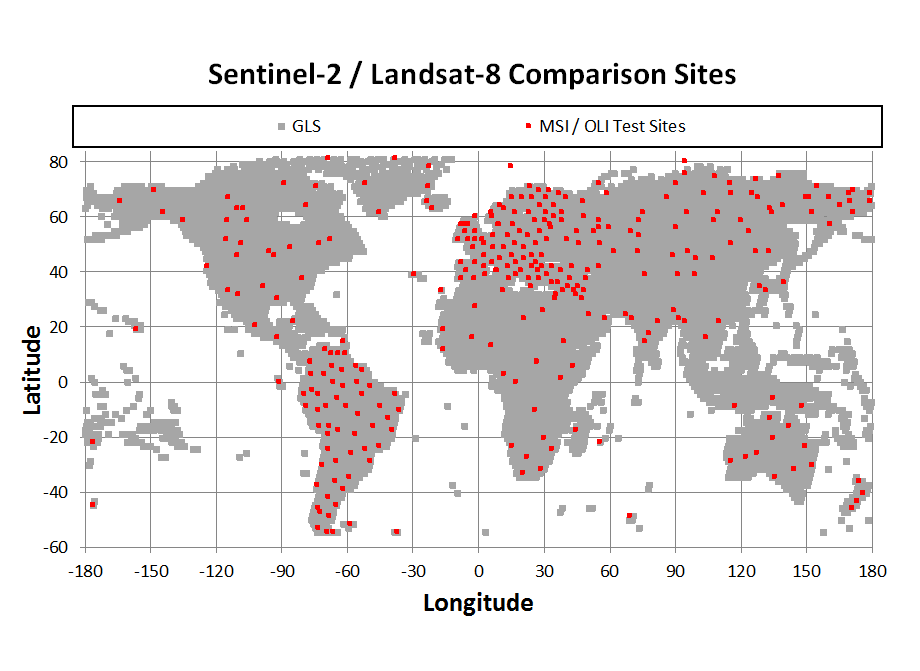 Sentinel-2 / Landsat-8 Comparison Sites
GLS
MSI / OLI Test Sites
80
60
40
20
0
-20
-40
-60
Latitude
-180 -150 -120 -90 -60 -30 0 30 60 90 120 150 180
Longitude